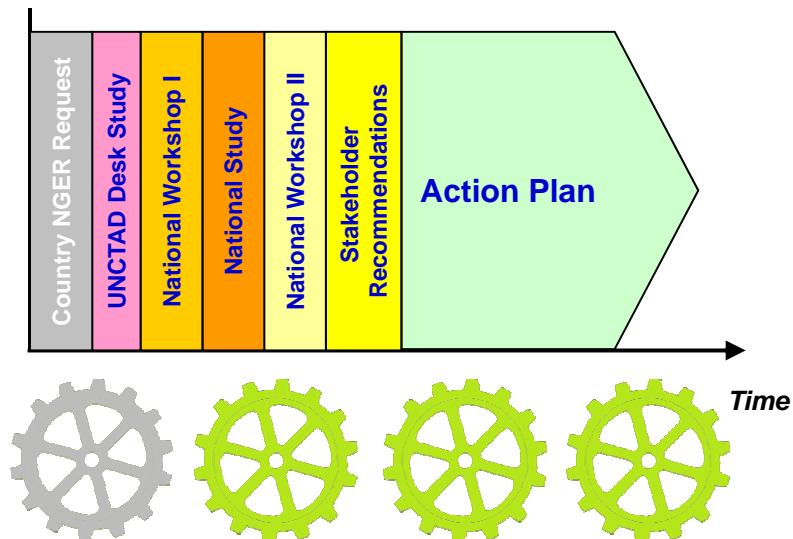 Country NGER Request
UNCTAD Desk Study
National Workshop I
National Study
National Workshop II
Stakeholder
Recommendations
Action Plan
Time